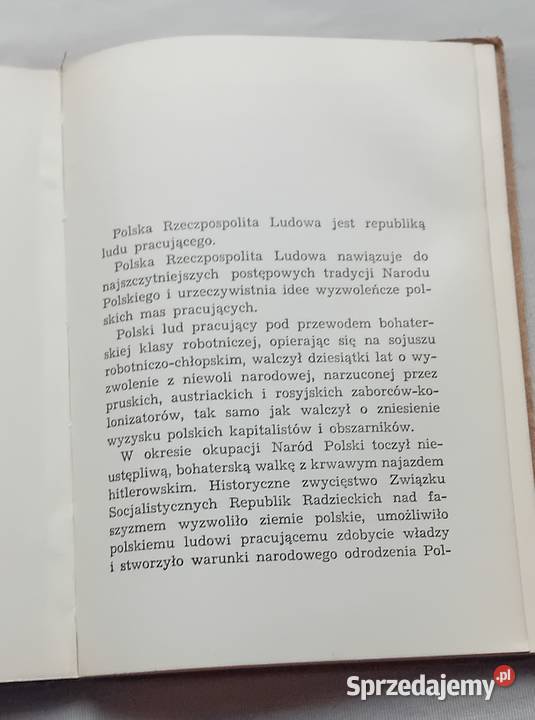 Polska Rzeczpospolita Ludowa jest republiką
ludu pracującego.
Polska Rzeczpospolita Ludowa nawiązuje do
najszczytniejszych postępowych tradycji Narodu
Polskiego i urzeczywistnia idee wyzwoleńcze pol-
skich mas pracujących.
Polski lud pracujący pod przewodem bohater-
skiej klasy robotniczej, opierając się na sojuszu
robotniczo-chłopskim, walczył dziesiątki lat o wy-
zwolenie z niewoli narodowej, narzuconej przez
pruskich, austriackich i rosyjskich zaborców-ko-
lonizatorów, tak samo jak walczył o zniesienie
wyzysku polskich kapitalistów i obszarników.
W okresie okupacji Naród Polski toczył nie-
ustępliwą, bohaterską walkę z krwawym najazdem
hitlerowskim. Historyczne zwycięstwo Związku
Socjalistycznych Republik Radzieckich nad fa-
szyzmem wyzwoliło ziemie polskie, umożliwiło
polskiemu ludowi pracującemu zdobycie władzy
i stworzyło warunki narodowego odrodzenia Pol-
Sprzedajemy.pl